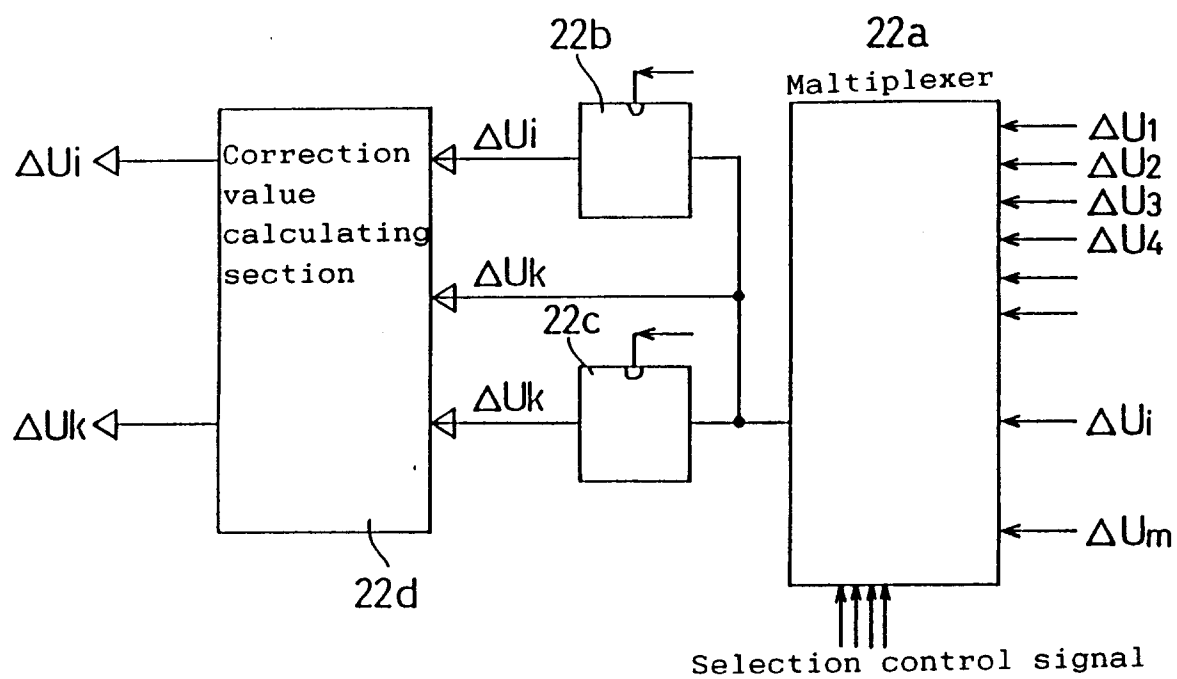 22b
22a
Maltiplexer
ΔUi
Correction
value
calculating
section
ΔUi
ΔU1
ΔU2
ΔU3
ΔU4
ΔUk
22c
ΔUk
ΔUk
ΔUi
ΔUm
22d
Selection control signal